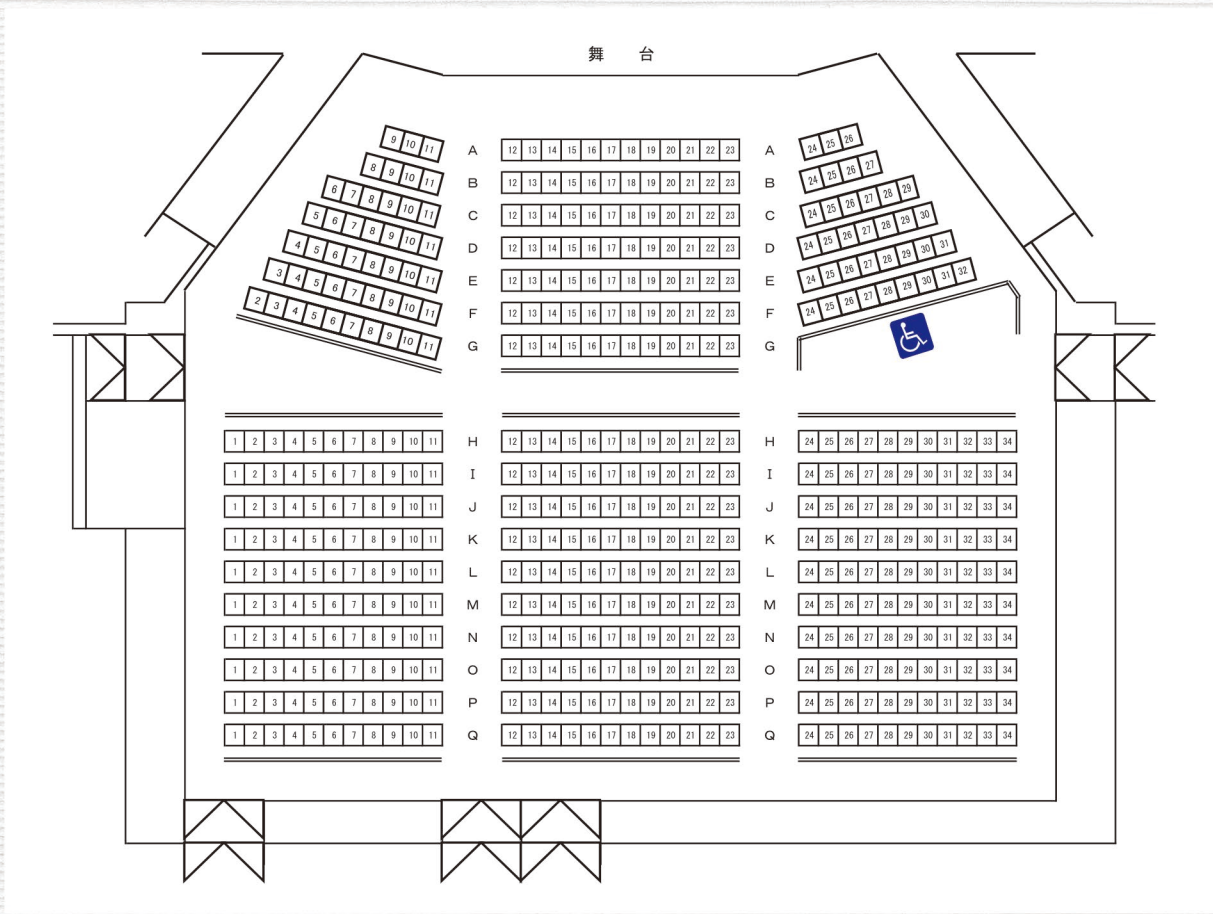 舞 台
9 10 11 A 12 13 14 15 16 17 18 19 20 21 22 23 A 24 25 26
8 9 10 11 B 12 13 14 15 16 17 18 19 20 21 22 23 B 24 25 26 27
6 7 8 9 10 11 C 12 13 14 15 16 17 18 19 20 21 22 23 C 24 25 26 27 28 29
5 6 7 8 9 10 11 D 12 13 14 15 16 17 18 19 20 21 22 23 D 24 25 26 27 28 29 30
4 5 6 7 8 9 10 11 E 12 13 14 15 16 17 18 19 20 21 22 23 E 24 25 26 27 28 29 30 31
3 4 5 6 7 8 9 10 11 F 12 13 14 15 16 17 18 19 20 21 22 23 F 24 25 26 27 28 29 30 31 32
2 3 4 5 6 7 8 9 10 11 G 12 13 14 15 16 17 18 19 20 21 22 23 G
1 2 3 4 5 6 7 8 9 10 11 H 12 13 14 15 16 17 18 19 20 21 22 23 H 24 25 26 27 28 29 30 31 32 33 34
1 2 3 4 5 6 7 8 9 10 11 I 12 13 14 15 16 17 18 19 20 21 22 23 I 24 25 26 27 28 29 30 31 32 33 34
1 2 3 4 5 6 7 8 9 10 11 J 12 13 14 15 16 17 18 19 20 21 22 23 J 24 25 26 27 28 29 30 31 32 33 34
1 2 3 4 5 6 7 8 9 10 11 K 12 13 14 15 16 17 18 19 20 21 22 23 K 24 25 26 27 28 29 30 31 32 33 34
1 2 3 4 5 6 7 8 9 10 11 L 12 13 14 15 16 17 18 19 20 21 22 23 L 24 25 26 27 28 29 30 31 32 33 34
1 2 3 4 5 6 7 8 9 10 11 M 12 13 14 15 16 17 18 19 20 21 22 23 M 24 25 26 27 28 29 30 31 32 33 34
1 2 3 4 5 6 7 8 9 10 11 N 12 13 14 15 16 17 18 19 20 21 22 23 N 24 25 26 27 28 29 30 31 32 33 34
1 2 3 4 5 6 7 8 9 10 11 O 12 13 14 15 16 17 18 19 20 21 22 23 O 24 25 26 27 28 29 30 31 32 33 34
1 2 3 4 5 6 7 8 9 10 11 P 12 13 14 15 16 17 18 19 20 21 22 23 P 24 25 26 27 28 29 30 31 32 33 34
1 2 3 4 5 6 7 8 9 10 11 Q 12 13 14 15 16 17 18 19 20 21 22 23 Q 24 25 26 27 28 29 30 31 32 33 34